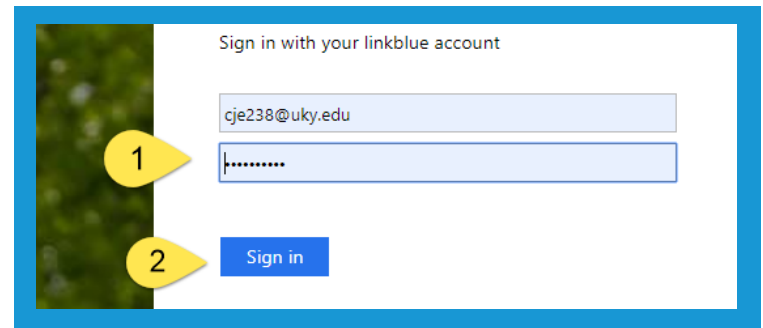 Sign in with your linkblue account
cje238@uky.edu
1
••••••••••
2
Sign in